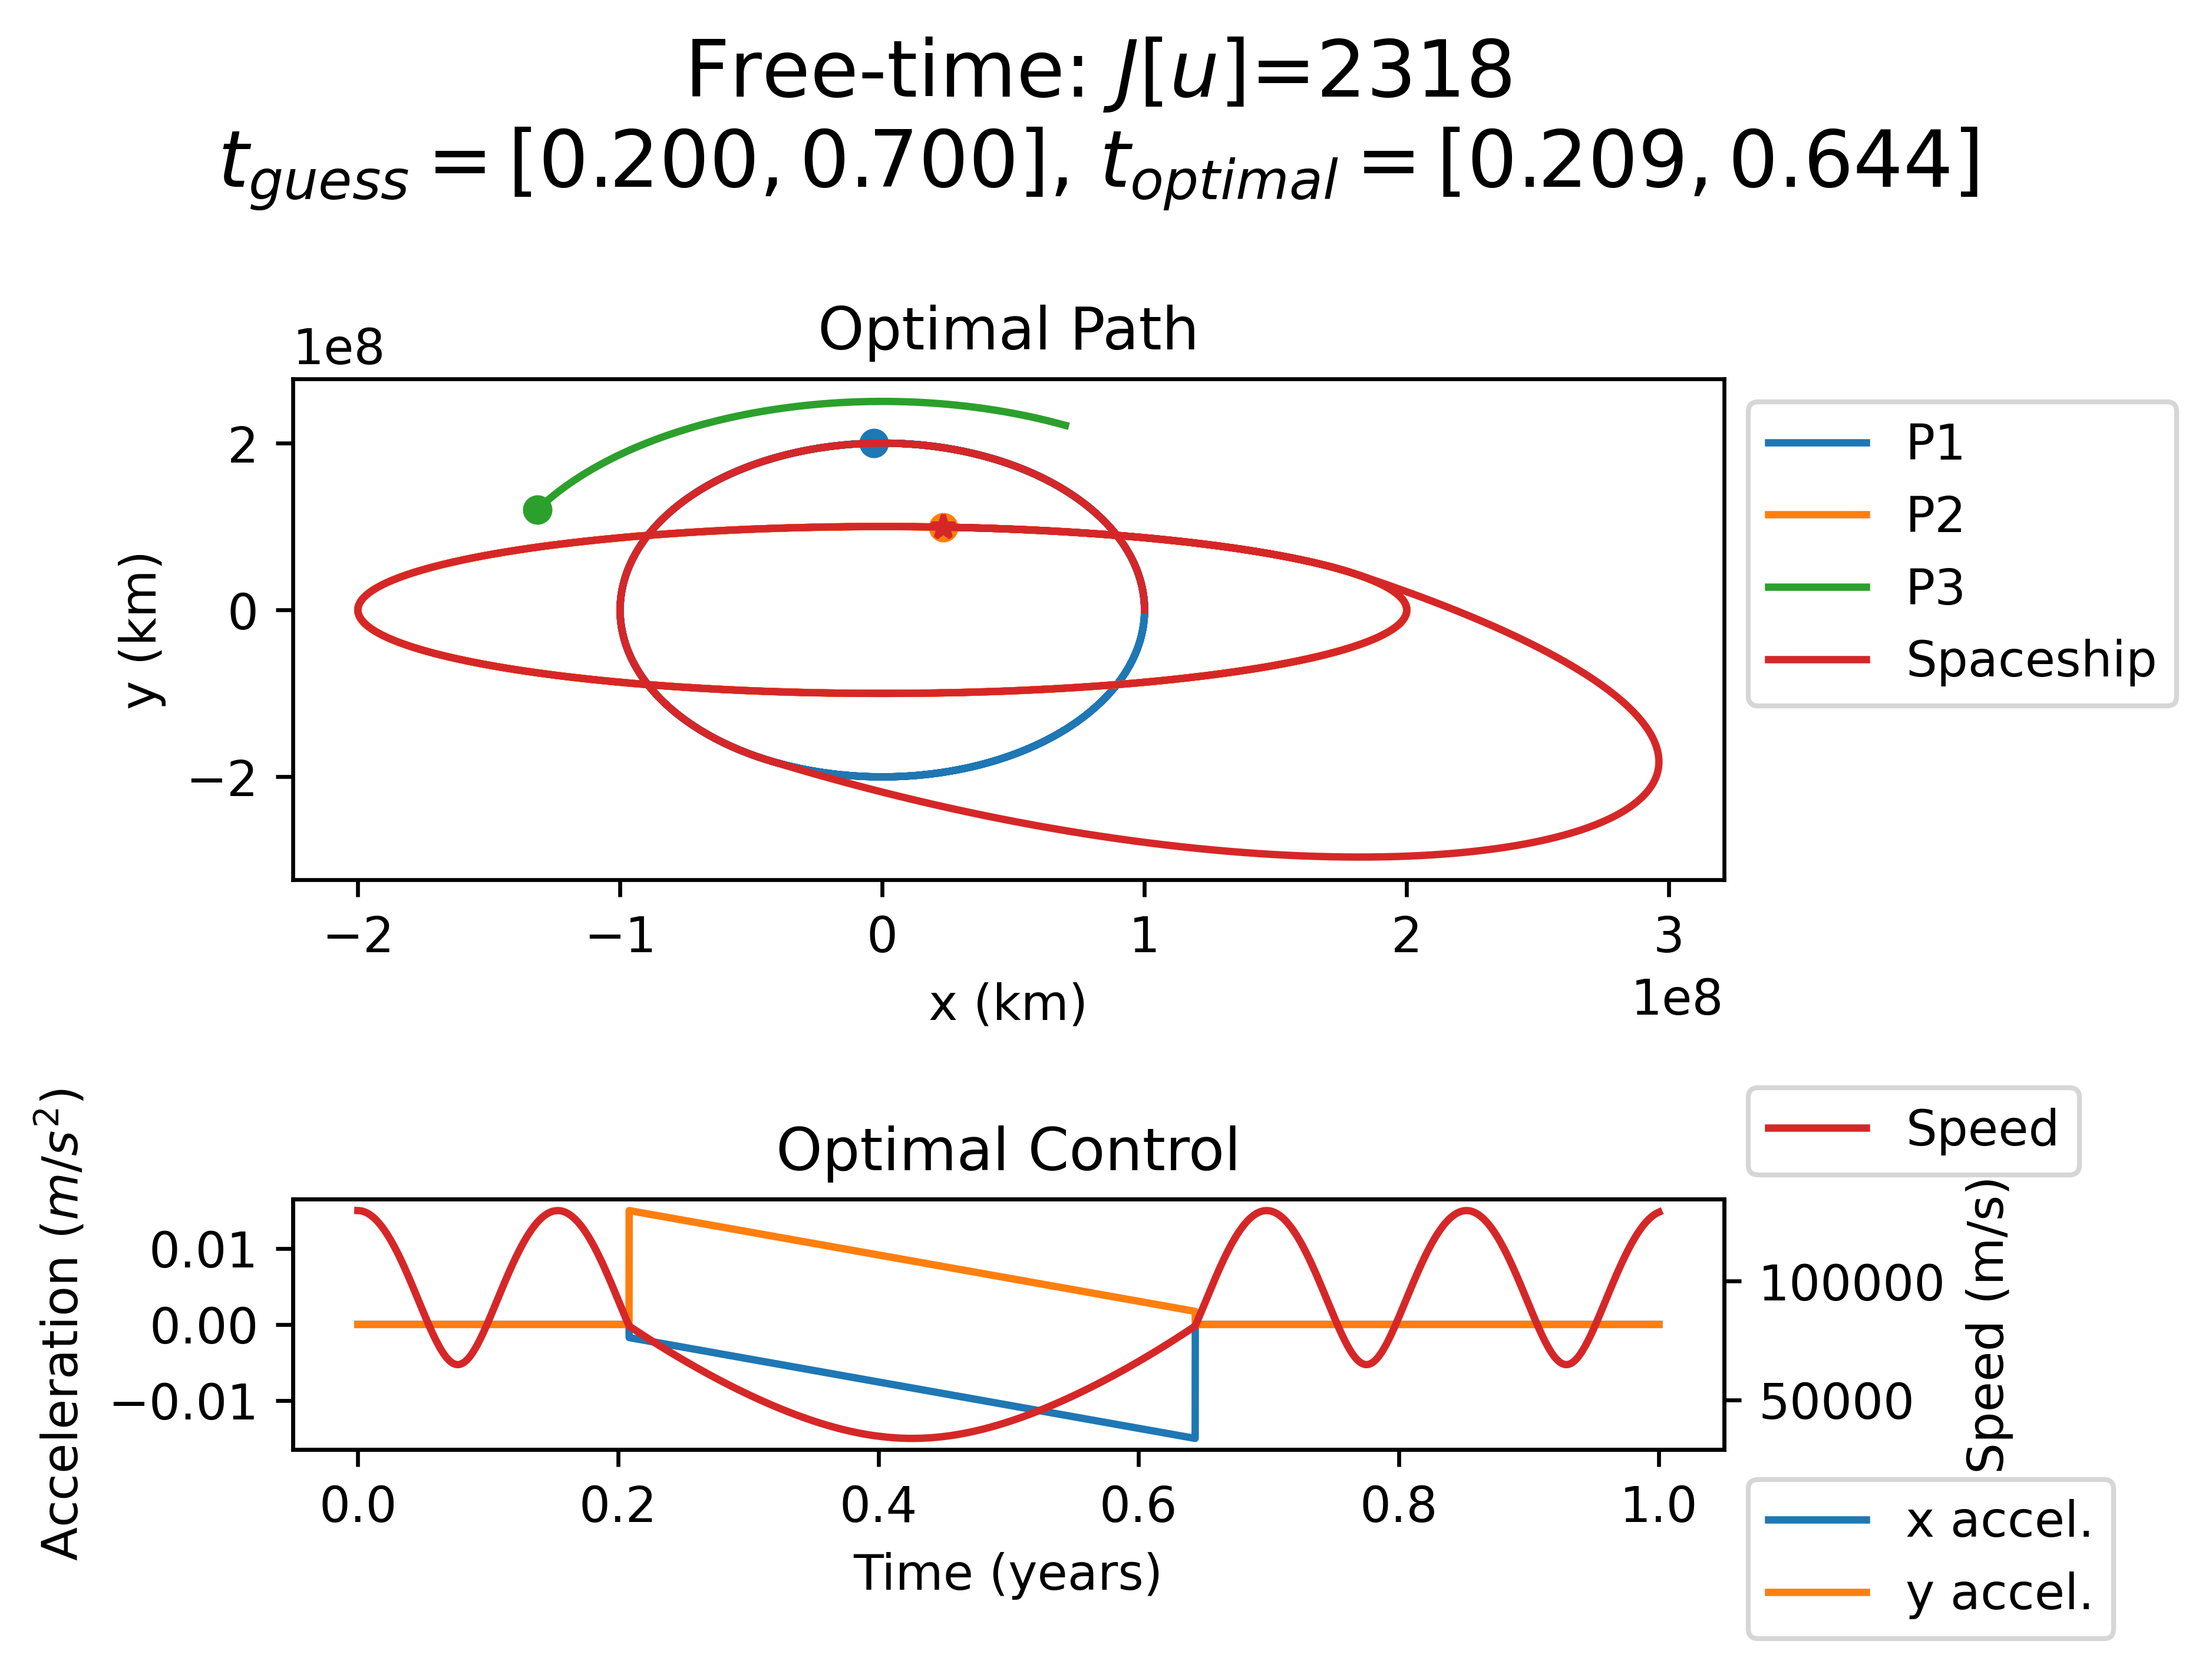 Free-time: J[u]=2318
t_guess = [0.200, 0.700], t_optimal = [0.209, 0.644]
Optimal Path
1e8
2
0
−2
y (km)
−2 −1 0 1 2 3
1e8
x (km)
P1
P2
P3
Spaceship
Optimal Control
Acceleration (m/s²)
0.01
0.00
−0.01
0.0 0.2 0.4 0.6 0.8 1.0
Time (years)
100000
50000
Speed (m/s)
Speed
x accel.
y accel.